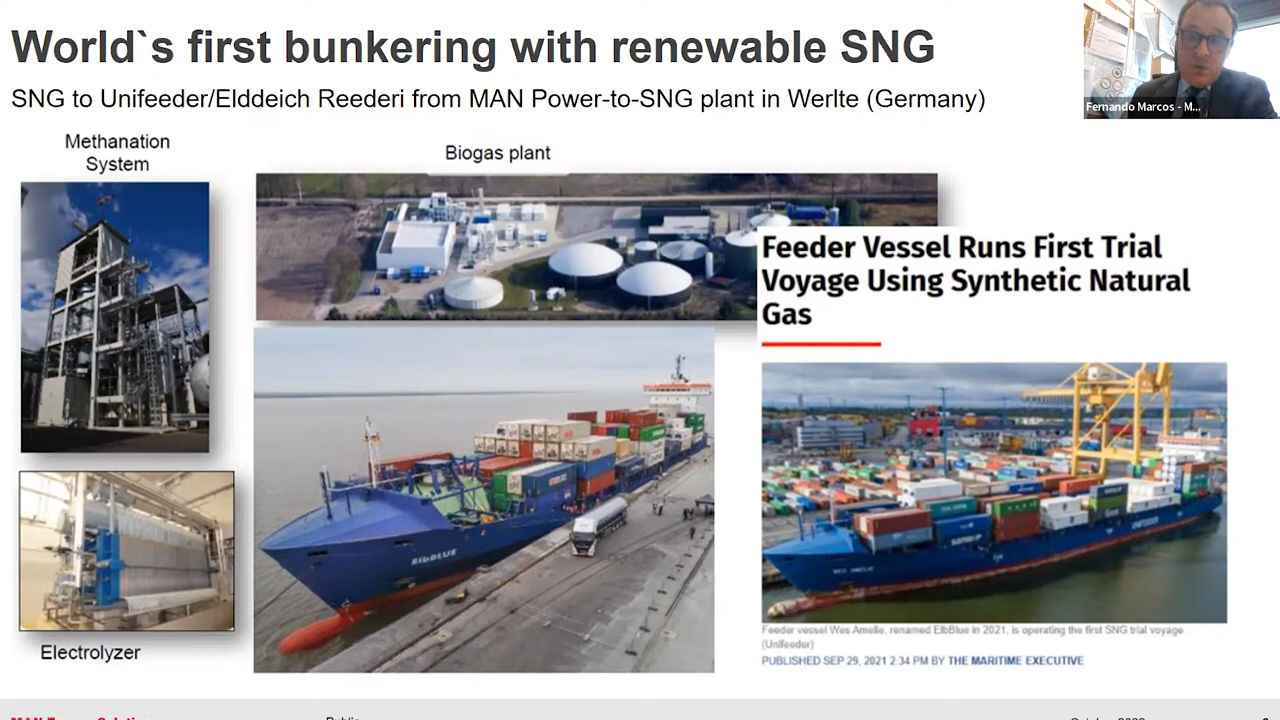 World`s first bunkering with renewable SNG
SNG to Unifeeder/Elddeich Reederi from MAN Power-to-SNG plant in Werlte (Germany)
Fernando Marcos - M...
Methanation
System
Biogas plant
Feeder Vessel Runs First Trial
Voyage Using Synthetic Natural
Gas
ElbBLUE
WES AMELIE
UNIFEEDER
Electrolyzer
Feeder vessel Wes Amelie, renamed ElbBlue in 2021, is operating the first SNG trial voyage
(Unifeeder)
PUBLISHED SEP 29, 2021 2:34 PM BY THE MARITIME EXECUTIVE
Public